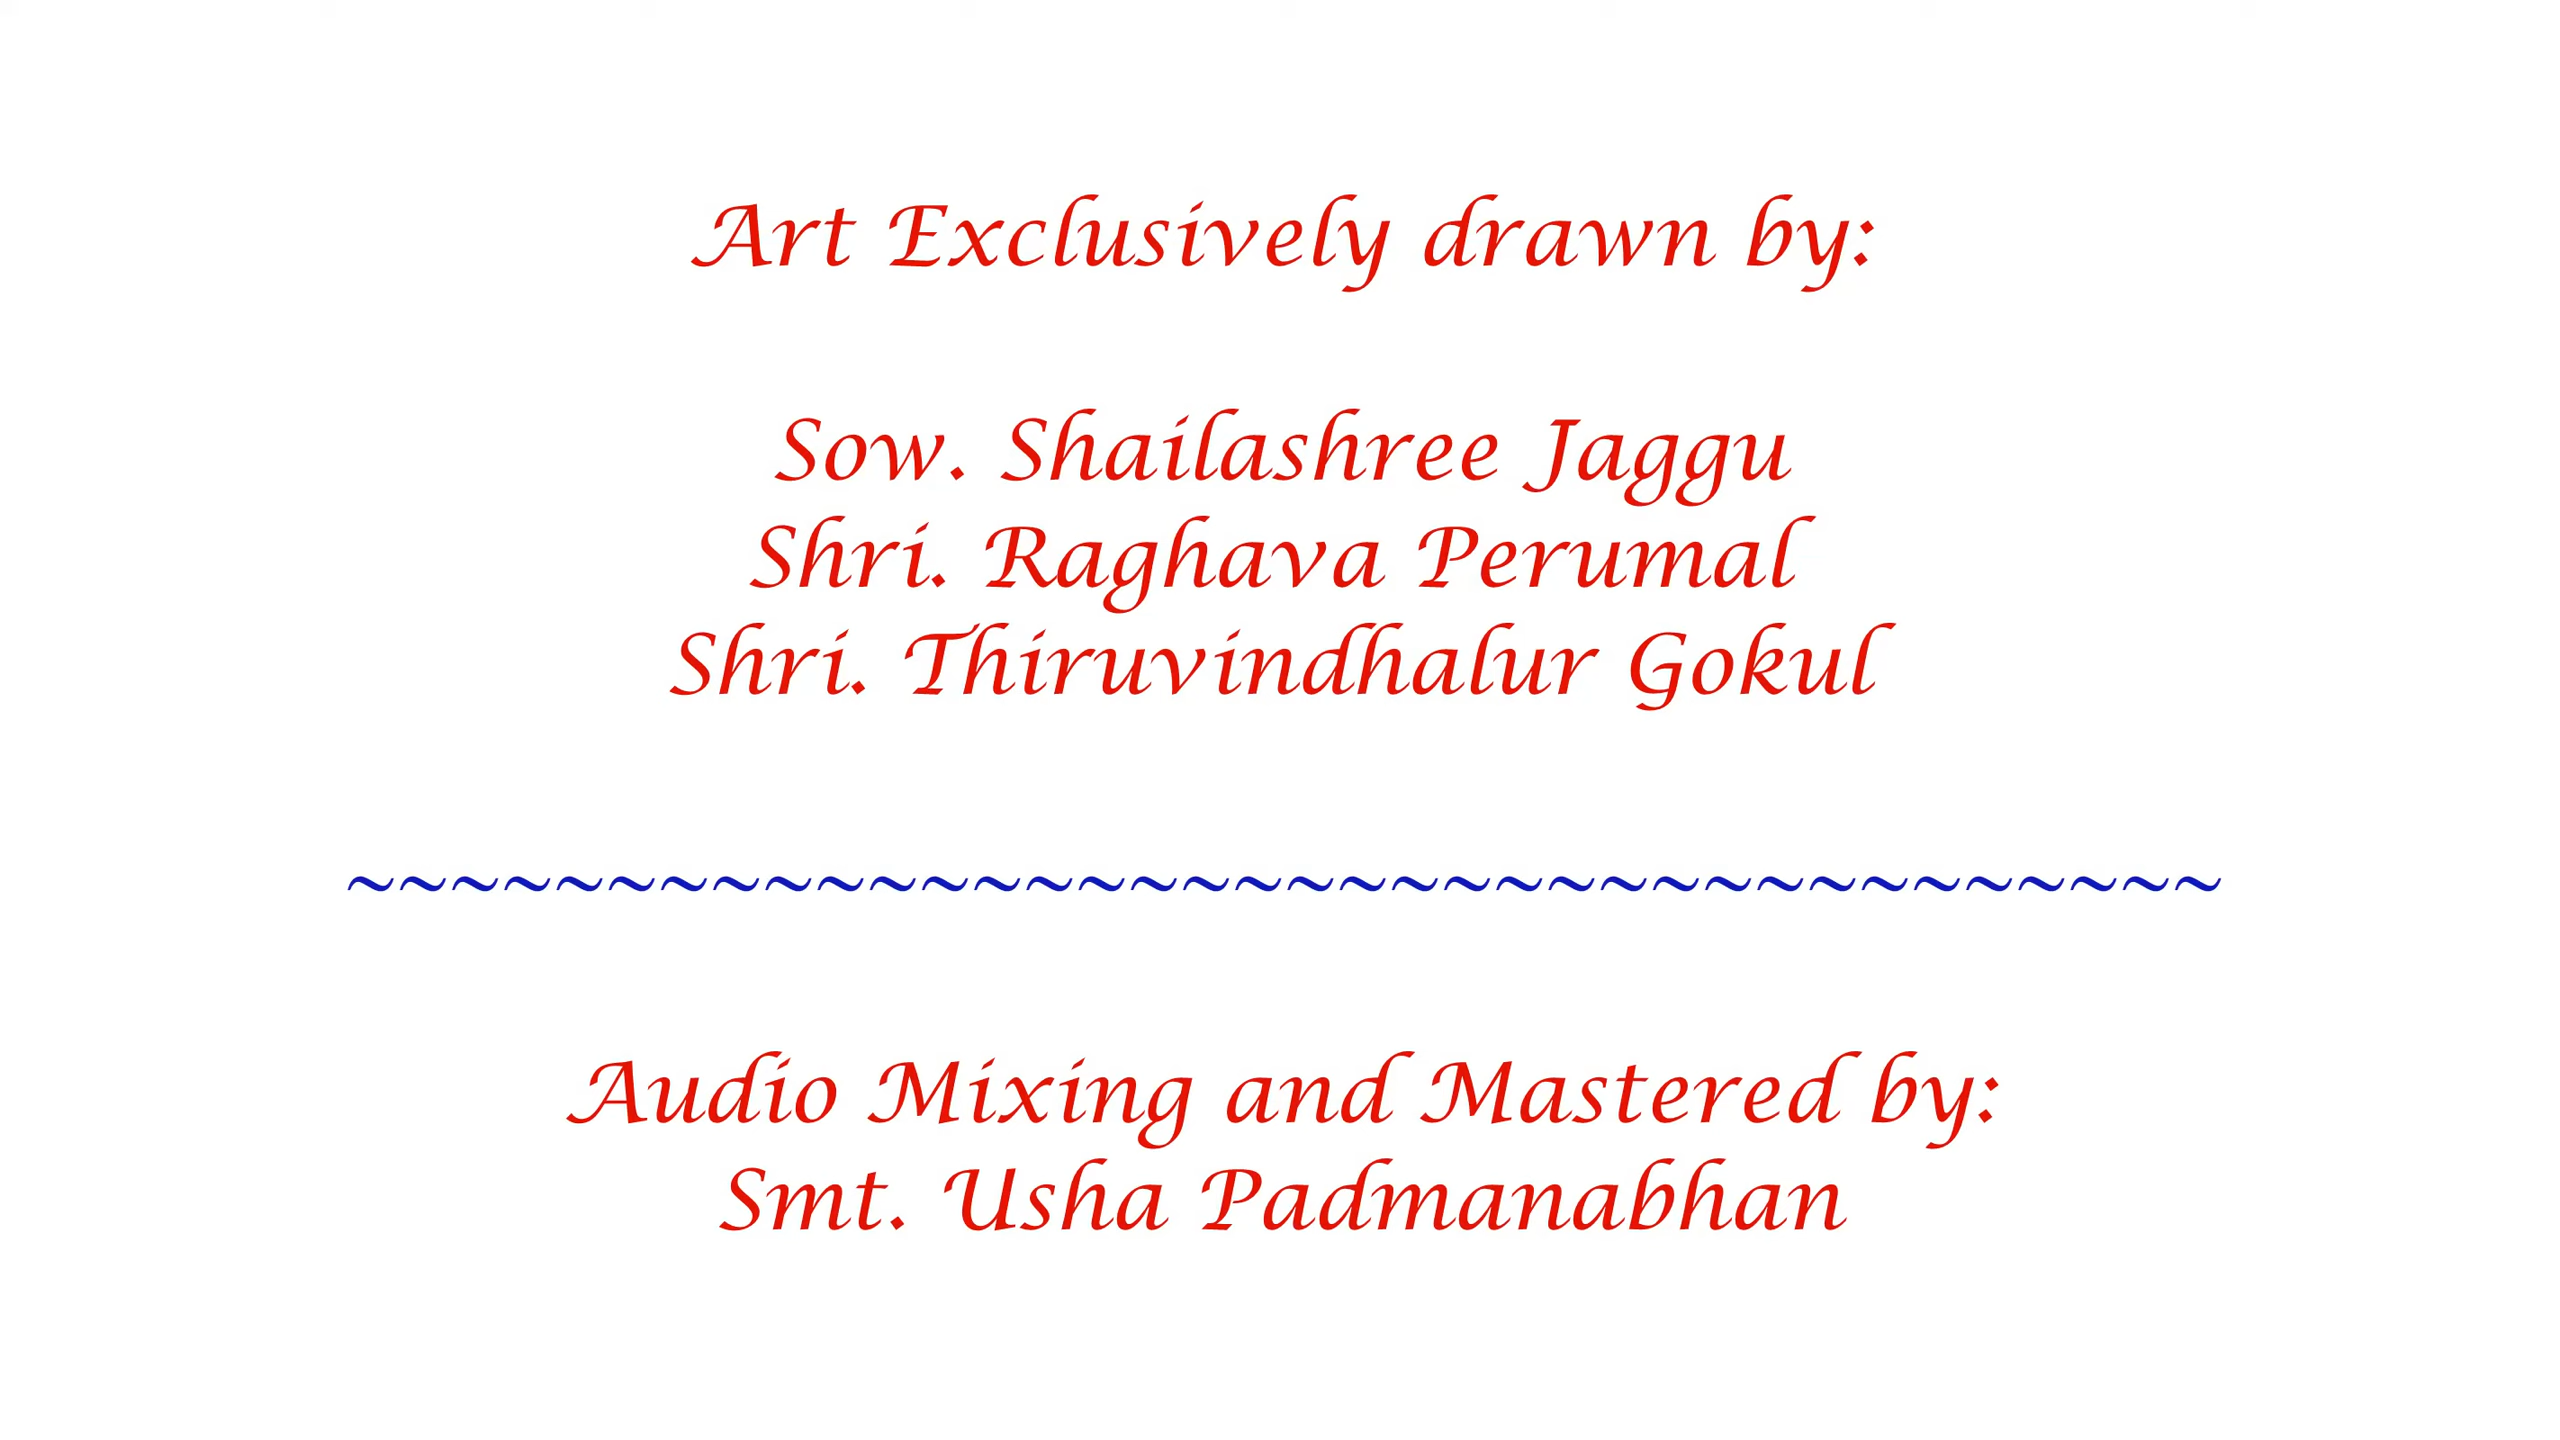 Art Exclusively drawn by:
Sow. Shailashree Jaggu
Shri. Raghava Perumal
Shri. Thiruvindhalur Gokul
~~~~~~~~~~~~~~~~~~~~~~~~~~~~~~~~~~~~
Audio Mixing and Mastered by:
Smt. Usha Padmanabhan